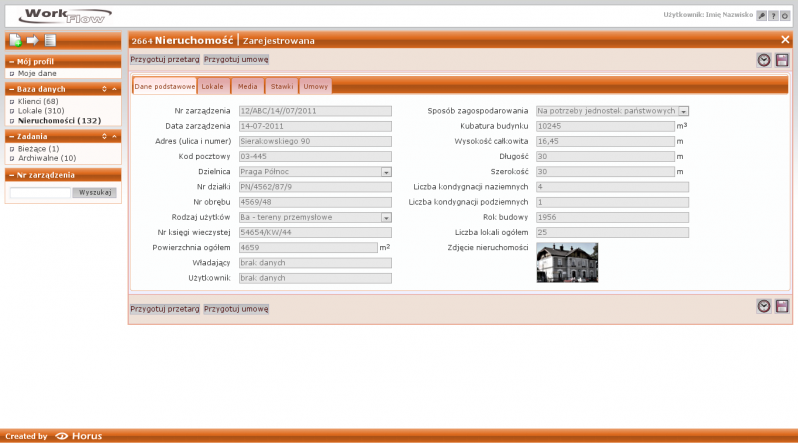 Work Flow
Użytkownik: Imię Nazwisko
2664 Nieruchomość | Zarejestrowana
Mój profil
Moje dane
Baza danych
Klienci (68)
Lokale (310)
Nieruchomości (132)
Zadania
Bieżące (1)
Archiwalne (10)
Nr zarządzenia
Wyszukaj
Przygotuj przetarg Przygotuj umowę
Dane podstawowe Lokale Media Stawki Umowy
Nr zarządzenia 12/ABC/14//07/2011
Data zarządzenia 14-07-2011
Adres (ulica i numer) Sierakowskiego 90
Kod pocztowy 03-445
Dzielnica Praga Północ
Nr działki PN/4562/87/9
Nr obrębu 4569/48
Rodzaj użytków Ba - tereny przemysłowe
Nr księgi wieczystej 54654/KW/44
Powierzchnia ogółem 4659 m²
Władający brak danych
Użytkownik brak danych
Sposób zagospodarowania Na potrzeby jednostek państwowych
Kubatura budynku 10245 m³
Wysokość całkowita 16,45 m
Długość 30 m
Szerokość 30 m
Liczba kondygnacji naziemnych 4
Liczba kondygnacji podziemnych 1
Rok budowy 1956
Liczba lokali ogółem 25
Zdjęcie nieruchomości
Przygotuj przetarg Przygotuj umowę
Created by Horus